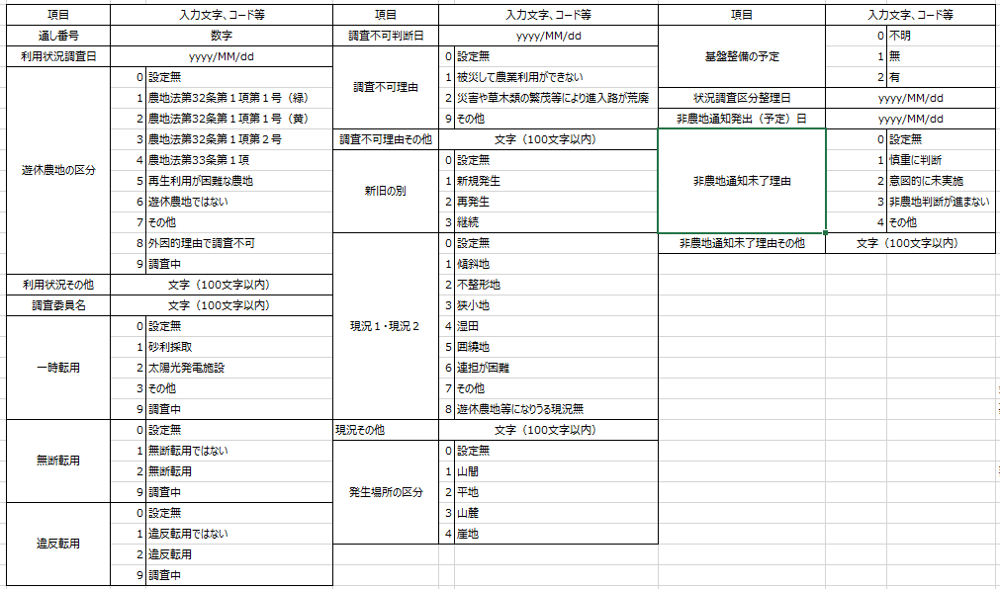 項目 入力文字、コード等
通し番号 数字
利用状況調査日 yyyy/MM/dd
遊休農地の区分
0 設定無
1 農地法第32条第１項第１号（緑）
2 農地法第32条第１項第１号（黄）
3 農地法第32条第１項第２号
4 農地法第33条第１項
5 再生利用が困難な農地
6 遊休農地ではない
7 その他
8 外因的理由で調査不可
9 調査中
利用状況その他 文字（100文字以内）
調査委員名 文字（100文字以内）
一時転用
0 設定無
1 砂利採取
2 太陽光発電施設
3 その他
9 調査中
無断転用
0 設定無
1 無断転用ではない
2 無断転用
9 調査中
違反転用
0 設定無
1 違反転用ではない
2 違反転用
9 調査中
項目 入力文字、コード等
調査不可判断日 yyyy/MM/dd
調査不可理由
0 設定無
1 被災して農業利用ができない
2 災害や草木類の繁茂等により進入路が荒廃
9 その他
調査不可理由その他 文字（100文字以内）
新旧の別
0 設定無
1 新規発生
2 再発生
3 継続
現況１・現況２
0 設定無
1 傾斜地
2 不整形地
3 狭小地
4 湿田
5 囲繞地
6 連担が困難
7 その他
8 遊休農地等になりうる現況無
現況その他 文字（100文字以内）
発生場所の区分
0 設定無
1 山間
2 平地
3 山麓
4 崖地
項目 入力文字、コード等
基盤整備の予定
0 不明
1 無
2 有
状況調査区分整理日 yyyy/MM/dd
非農地通知発出（予定）日 yyyy/MM/dd
非農地通知未了理由
0 設定無
1 慎重に判断
2 意図的に未実施
3 非農地判断が進まない
4 その他
非農地通知未了理由その他 文字（100文字以内）